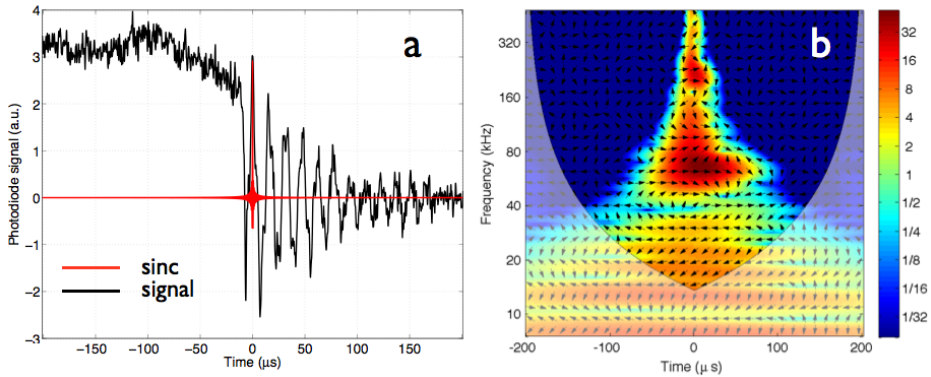 a
Photodiode signal (a.u.)
4
3
2
1
0
−1
−2
−3
sinc
signal
−150 −100 −50 0 50 100 150
Time (μs)
b
Frequency (kHz)
320
160
80
40
20
10
-200 -100 0 100 200
Time (μ s)
32
16
8
4
2
1
1/2
1/4
1/8
1/16
1/32